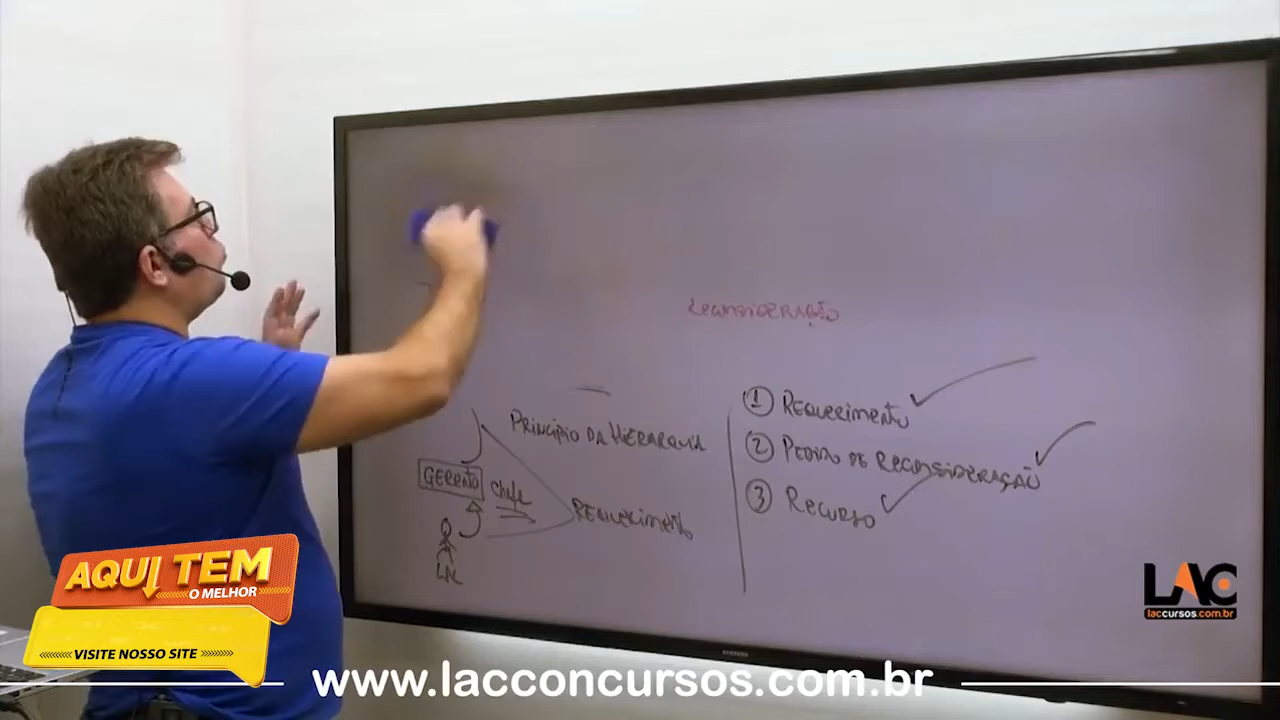 RECONSIDERAÇÃO
PRINCÍPIO DA HIERARQUIA
GERENTE
Chefe
REQUERIMENTO
① REQUERIMENTO
② PEDIDO DE RECONSIDERAÇÃO
③ RECURSO
AQUI TEM
O MELHOR
VISITE NOSSO SITE
LAC
laccursos.com.br
SAMSUNG
www.lacconcursos.com.br